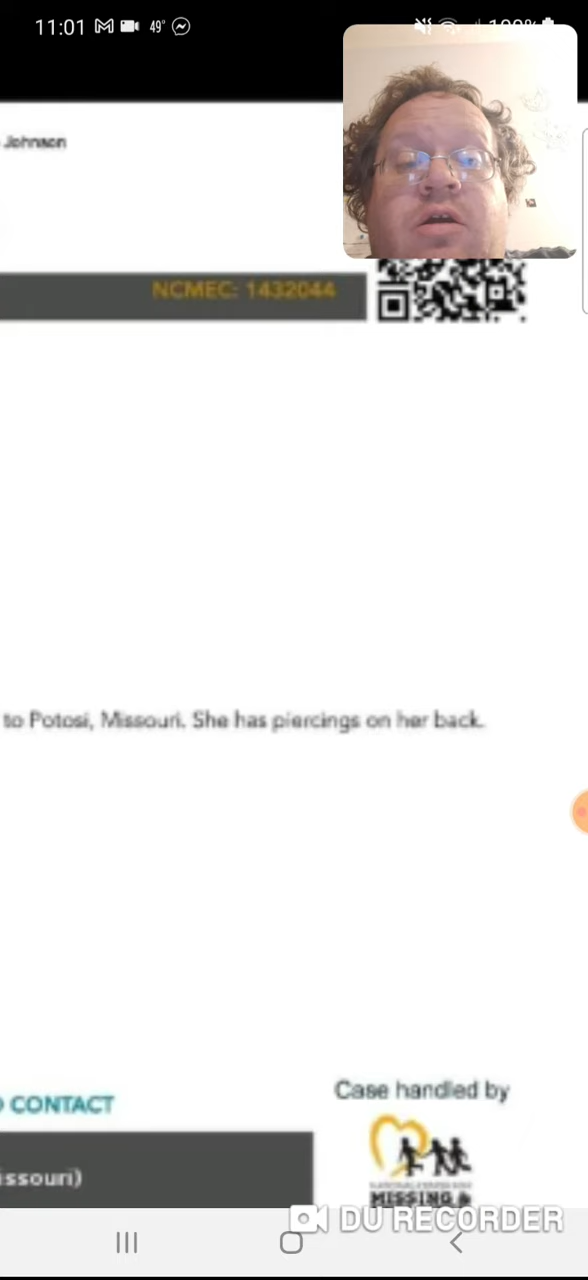 11:01 49° 100%
Johnson
NCMEC: 1432044
to Potosi, Missouri. She has piercings on her back.
Case handled by
CONTACT
issouri)
MISSING &
DU RECORDER